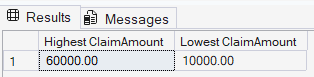 Results Messages
Highest ClaimAmount Lowest ClaimAmount
1 60000.00 10000.00